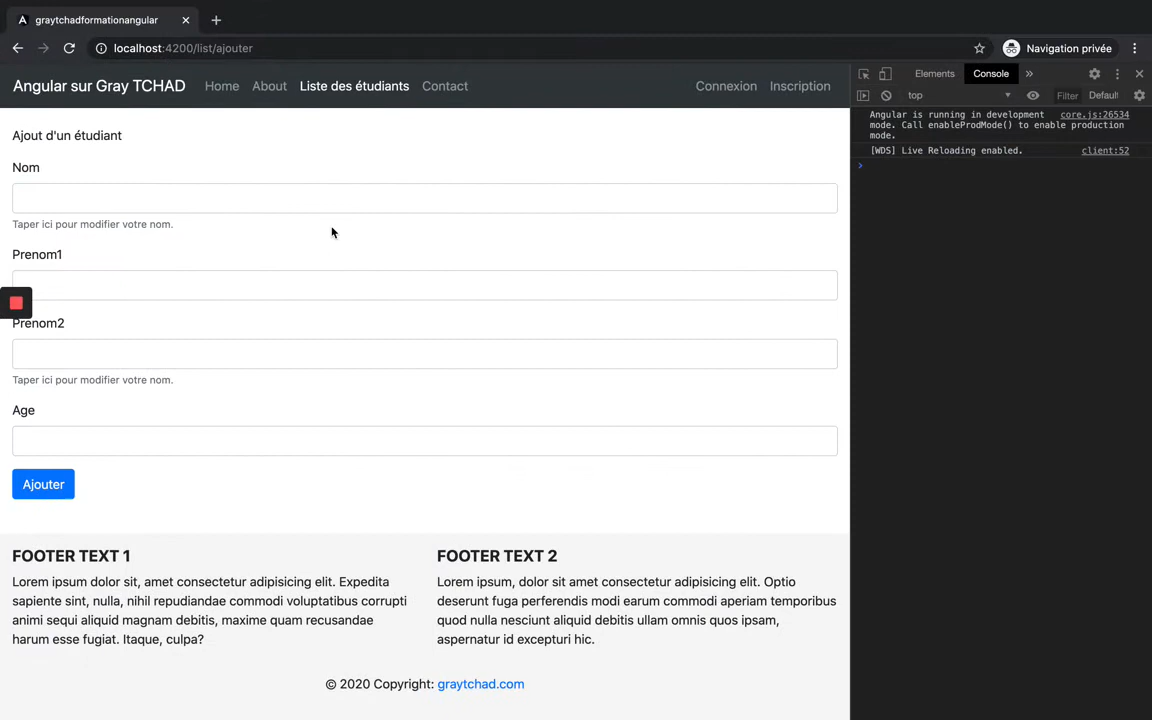 graytchadformationangular
localhost:4200/list/ajouter
Navigation privée
Angular sur Gray TCHAD Home About Liste des étudiants Contact Connexion Inscription
Ajout d'un étudiant
Nom
Taper ici pour modifier votre nom.
Prenom1
Prenom2
Taper ici pour modifier votre nom.
Age
Ajouter
FOOTER TEXT 1
Lorem ipsum dolor sit, amet consectetur adipisicing elit. Expedita
sapiente sint, nulla, nihil repudiandae commodi voluptatibus corrupti
animi sequi aliquid magnam debitis, maxime quam recusandae
harum esse fugiat. Itaque, culpa?
FOOTER TEXT 2
Lorem ipsum, dolor sit amet consectetur adipisicing elit. Optio
deserunt fuga perferendis modi earum commodi aperiam temporibus
quod nulla nesciunt aliquid debitis ullam omnis quos ipsam,
aspernatur id excepturi hic.
© 2020 Copyright: graytchad.com
Elements Console »
top Filter Default
Angular is running in development core.js:26534
mode. Call enableProdMode() to enable production
mode.
[WDS] Live Reloading enabled. client:52